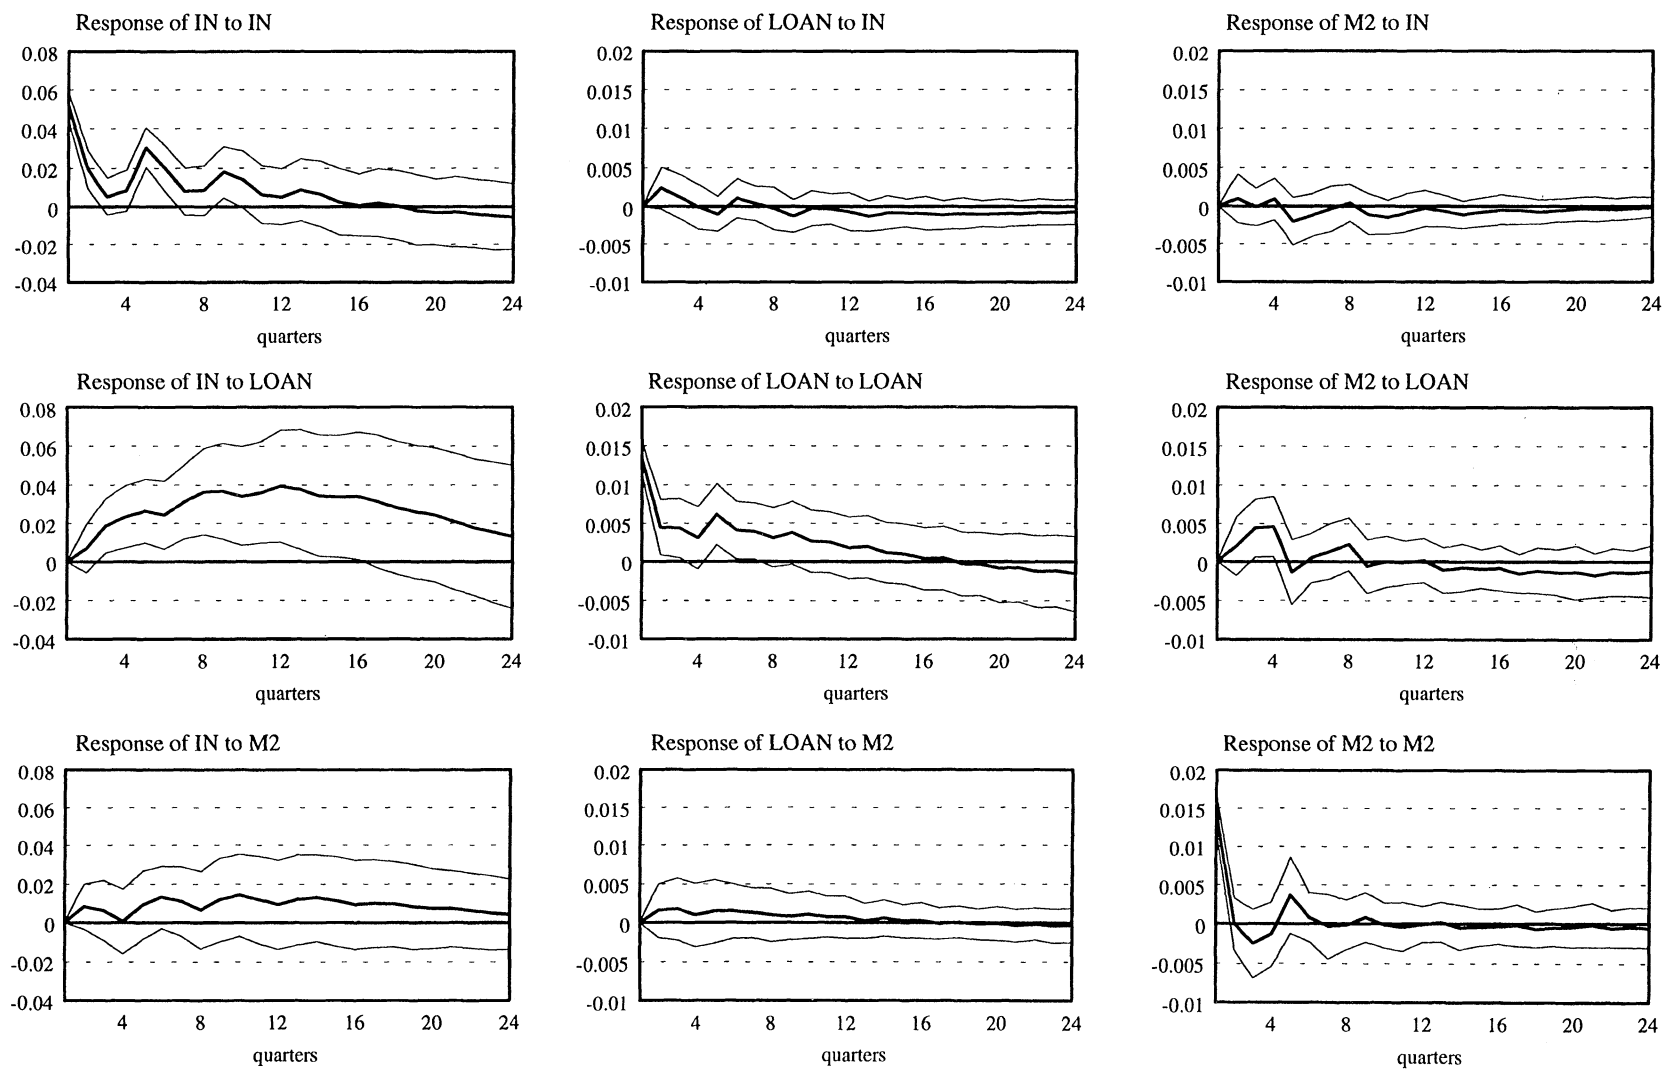 Response of IN to IN
0.08
0.06
0.04
0.02
0
-0.02
-0.04
4 8 12 16 20 24
quarters
Response of LOAN to IN
0.02
0.015
0.01
0.005
0
-0.005
-0.01
4 8 12 16 20 24
quarters
Response of M2 to IN
0.02
0.015
0.01
0.005
0
-0.005
-0.01
4 8 12 16 20 24
quarters
Response of IN to LOAN
0.08
0.06
0.04
0.02
0
-0.02
-0.04
4 8 12 16 20 24
quarters
Response of LOAN to LOAN
0.02
0.015
0.01
0.005
0
-0.005
-0.01
4 8 12 16 20 24
quarters
Response of M2 to LOAN
0.02
0.015
0.01
0.005
0
-0.005
-0.01
4 8 12 16 20 24
quarters
Response of IN to M2
0.08
0.06
0.04
0.02
0
-0.02
-0.04
4 8 12 16 20 24
quarters
Response of LOAN to M2
0.02
0.015
0.01
0.005
0
-0.005
-0.01
4 8 12 16 20 24
quarters
Response of M2 to M2
0.02
0.015
0.01
0.005
0
-0.005
-0.01
4 8 12 16 20 24
quarters